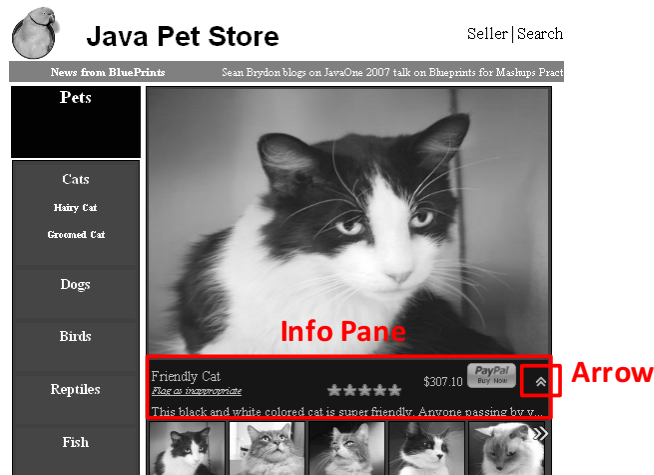 Java Pet Store
Seller|Search
News from BluePrints
Sean Brydon blogs on JavaOne 2007 talk on Blueprints for Mashups Pract
Pets
Cats
Hairy Cat
Groomed Cat
Dogs
Birds
Reptiles
Fish
Info Pane
Friendly Cat
Flag as inappropriate
$307.10
PayPal
Buy Now
Arrow
This black and white colored cat is super friendly. Anyone passing by y...